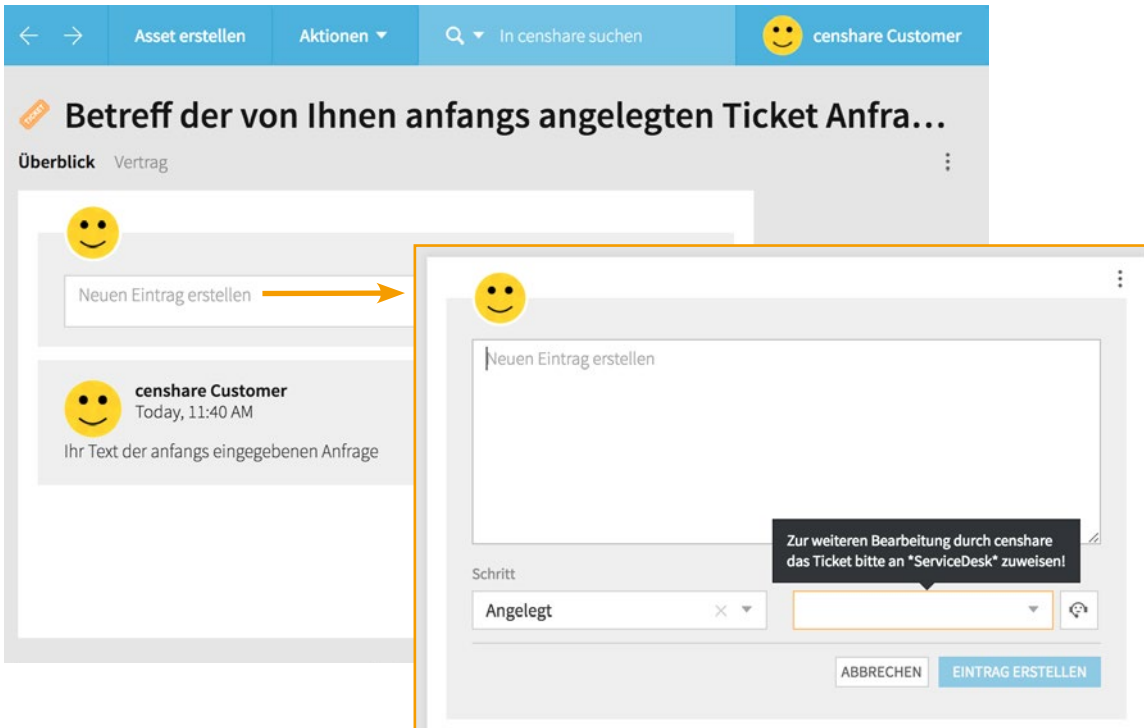 Asset erstellen
Aktionen
In censhare suchen
censhare Customer
TICKET
Betreff der von Ihnen anfangs angelegten Ticket Anfra...
Überblick
Vertrag
Neuen Eintrag erstellen
censhare Customer
Today, 11:40 AM
Ihr Text der anfangs eingegebenen Anfrage
Neuen Eintrag erstellen
Zur weiteren Bearbeitung durch censhare
das Ticket bitte an *ServiceDesk* zuweisen!
Schritt
Angelegt
ABBRECHEN
EINTRAG ERSTELLEN